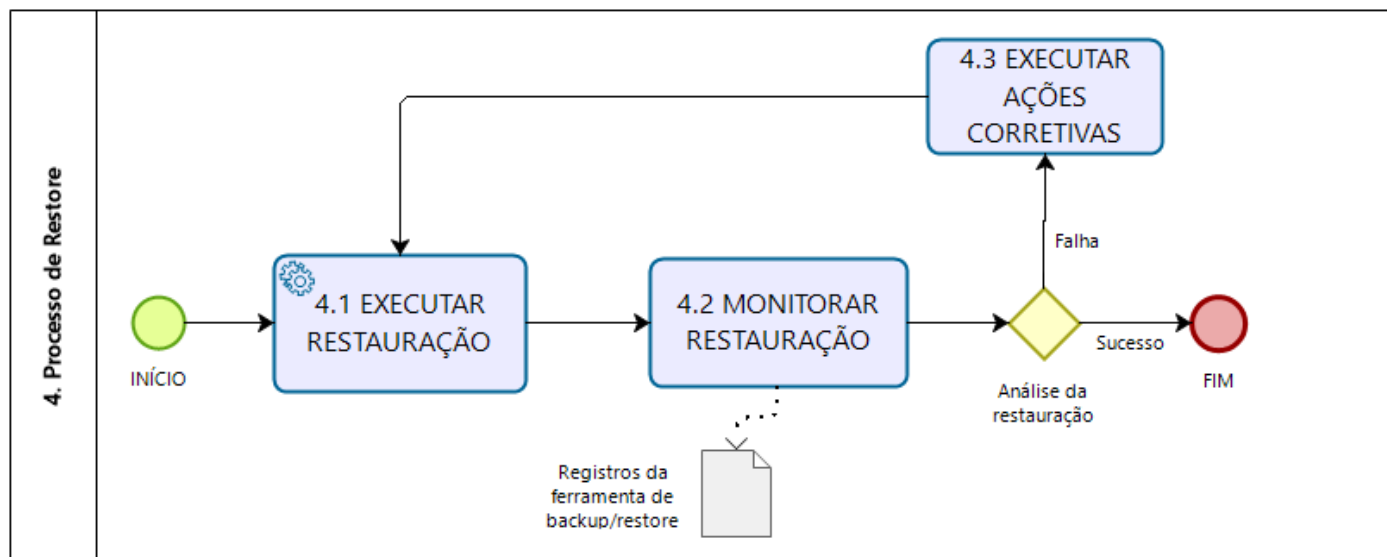 4. Processo de Restore
INÍCIO
4.1 EXECUTAR
RESTAURAÇÃO
4.2 MONITORAR
RESTAURAÇÃO
Registros da
ferramenta de
backup/restore
Análise da
restauração
Falha
4.3 EXECUTAR
AÇÕES
CORRETIVAS
Sucesso
FIM